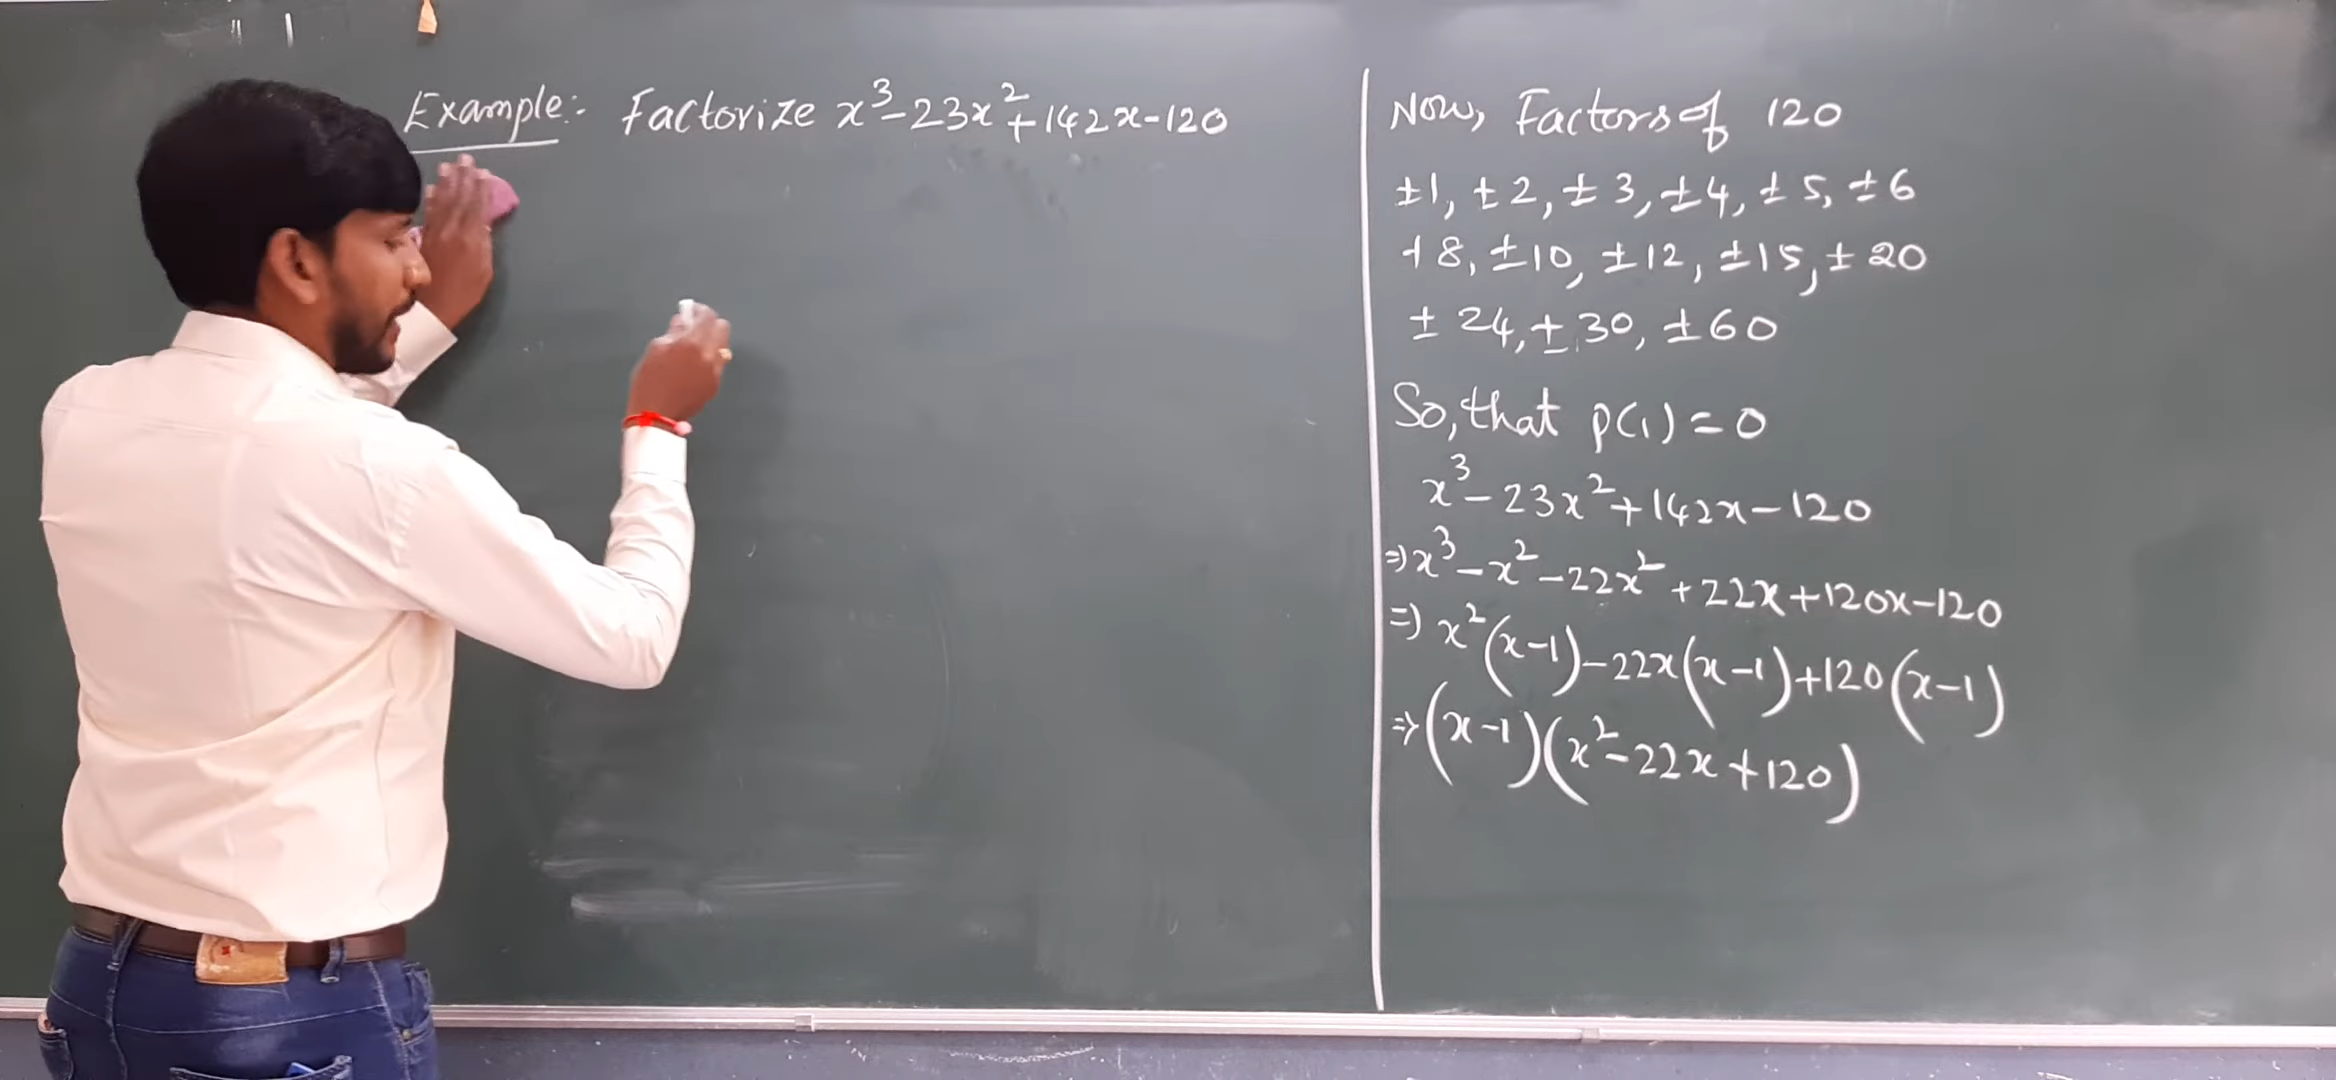 Example:- Factorize x³-23x²+142x-120
Now, Factors of 120
±1, ±2, ±3, ±4, ±5, ±6
+8, ±10, ±12, ±15, ±20
±24, ±30, ±60
So, that p(1)=0
x³-23x²+142x-120
⇒x³-x²-22x²+22x+120x-120
⇒x²(x-1)-22x(x-1)+120(x-1)
⇒(x-1)(x²-22x+120)